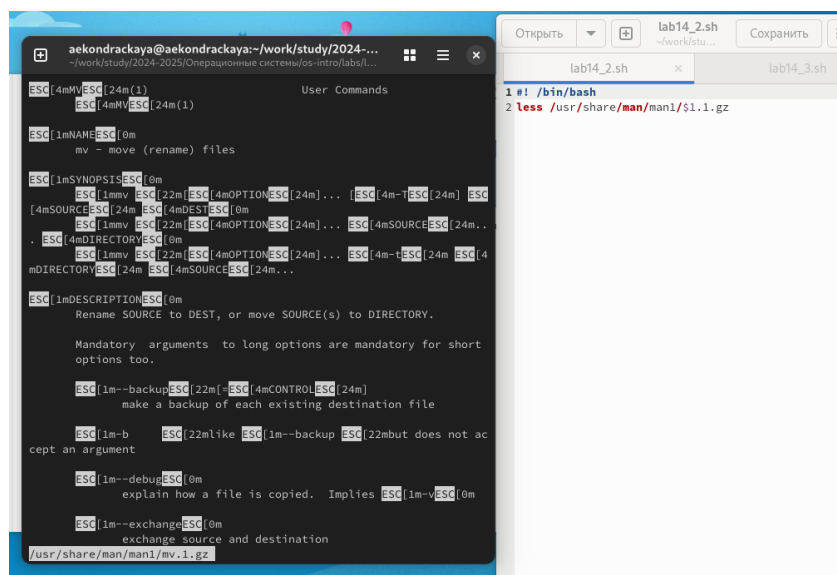 aekondrackaya@aekondrackaya:~/work/study/2024-...
~/work/study/2024-2025/Операционные системы/os-intro/labs/l...
ESC[4mMVESC[24m(1) User Commands
ESC[4mMVESC[24m(1)
ESC[1mNAMEESC[0m
mv - move (rename) files
ESC[1mSYNOPSISESC[0m
ESC[1mmv ESC[22m[ESC[4mOPTIONESC[24m]... [ESC[4m-TESC[24m] ESC
[4mSOURCEESC[24m ESC[4mDESTESC[0m
ESC[1mmv ESC[22m[ESC[4mOPTIONESC[24m]... ESC[4mSOURCEESC[24m..
. ESC[4mDIRECTORYESC[0m
ESC[1mmv ESC[22m[ESC[4mOPTIONESC[24m]... ESC[4m-tESC[24m ESC[4
mDIRECTORYESC[24m ESC[4mSOURCEESC[24m...
ESC[1mDESCRIPTIONESC[0m
Rename SOURCE to DEST, or move SOURCE(s) to DIRECTORY.
Mandatory arguments to long options are mandatory for short
options too.
ESC[1m--backupESC[22m[=ESC[4mCONTROLESC[24m]
make a backup of each existing destination file
ESC[1m-b ESC[22mlike ESC[1m--backup ESC[22mbut does not ac
cept an argument
ESC[1m--debugESC[0m
explain how a file is copied. Implies ESC[1m-vESC[0m
ESC[1m--exchangeESC[0m
exchange source and destination
/usr/share/man/man1/mv.1.gz
Открыть
lab14_2.sh
~/work/stu...
Сохранить
lab14_2.sh
lab14_3.sh
1 #! /bin/bash
2 less /usr/share/man/man1/$1.1.gz